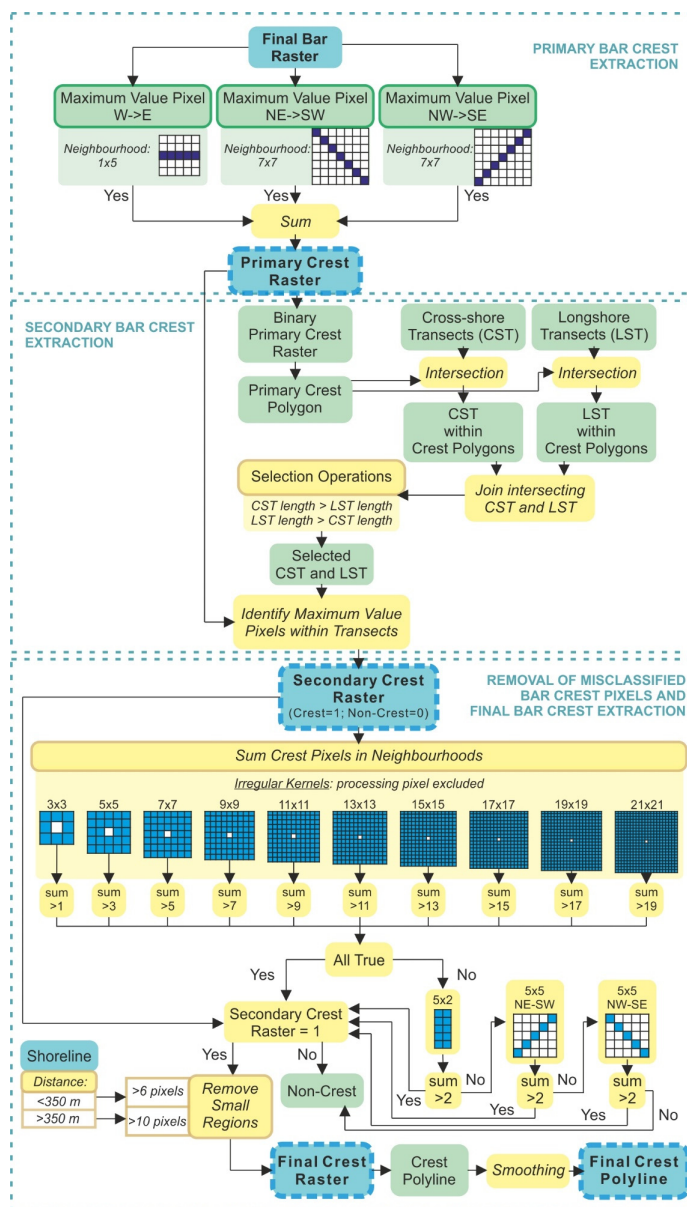 Final Bar
Raster
PRIMARY BAR CREST
EXTRACTION
Maximum Value Pixel
W->E
Maximum Value Pixel
NE->SW
Maximum Value Pixel
NW->SE
Neighbourhood:
1x5
Neighbourhood:
7x7
Neighbourhood:
7x7
Yes
Yes
Yes
Sum
Primary Crest
Raster
SECONDARY BAR CREST
EXTRACTION
Binary
Primary Crest
Raster
Cross-shore
Transects (CST)
Longshore
Transects (LST)
Intersection
Intersection
Primary Crest
Polygon
CST
within
Crest Polygons
LST
within
Crest Polygons
Selection Operations
CST length > LST length
LST length > CST length
Join intersecting
CST and LST
Selected
CST and LST
Identify Maximum Value
Pixels within Transects
Secondary Crest
Raster
(Crest=1; Non-Crest=0)
REMOVAL OF MISCLASSIFIED
BAR CREST PIXELS AND
FINAL BAR CREST EXTRACTION
Sum Crest Pixels in Neighbourhoods
Irregular Kernels: processing pixel excluded
3x3
5x5
7x7
9x9
11x11
13x13
15x15
17x17
19x19
21x21
sum
>1
sum
>3
sum
>5
sum
>7
sum
>9
sum
>11
sum
>13
sum
>15
sum
>17
sum
>19
All True
Yes
No
Secondary Crest
Raster = 1
5x2
5x5
NE-SW
5x5
NW-SE
Yes
No
sum
>2
Yes
No
sum
>2
Yes
No
sum
>2
Yes
No
Shoreline
Distance:
<350 m
>350 m
>6 pixels
>10 pixels
Remove
Small
Regions
Non-Crest
Final Crest
Raster
Crest
Polyline
Smoothing
Final Crest
Polyline